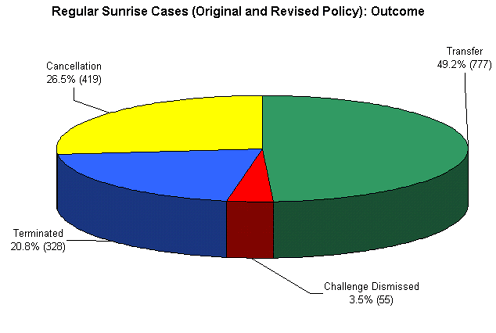 Regular Sunrise Cases (Original and Revised Policy): Outcome
Transfer
49.2% (777)
Cancellation
26.5% (419)
Terminated
20.8% (328)
Challenge Dismissed
3.5% (55)